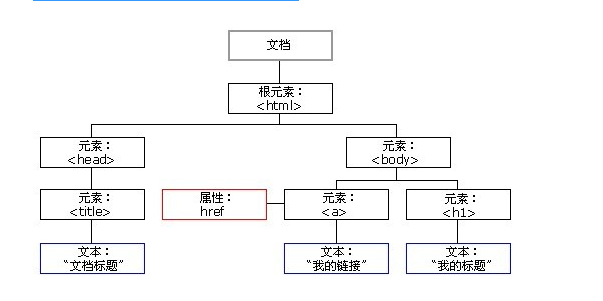 文档
根元素：
<html>
元素：
<head>
元素：
<body>
元素：
<title>
属性：
href
元素：
<a>
元素：
<h1>
文本：
“文档标题”
文本：
“我的链接”
文本：
“我的标题”